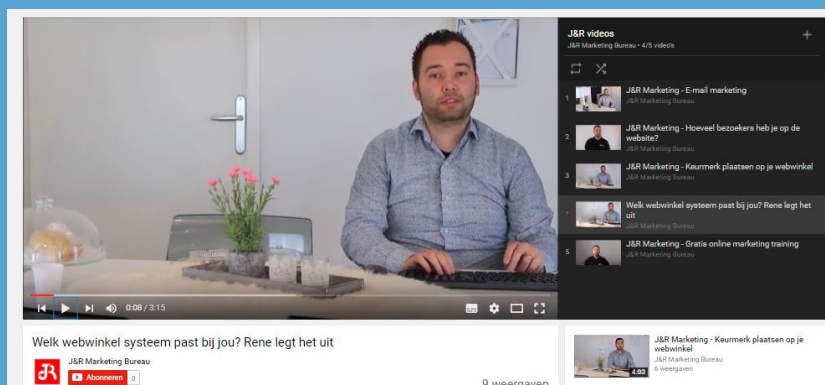 J&R videos
J&R Marketing Bureau • 4/5 video's
1
J&R Marketing - E-mail marketing
J&R Marketing Bureau
2
J&R Marketing - Hoeveel bezoekers heb je op de
website?
J&R Marketing Bureau
3
J&R Marketing - Keurmerk plaatsen op je webwinkel
J&R Marketing Bureau
Welk webwinkel systeem past bij jou? Rene legt het
uit
J&R Marketing Bureau
5
J&R Marketing - Gratis online marketing training
J&R Marketing Bureau
0:08 / 3:15
Welk webwinkel systeem past bij jou? Rene legt het uit
JR
J&R Marketing Bureau
Abonneren 0
9 weergaven
4:03
J&R Marketing - Keurmerk plaatsen op je
webwinkel
J&R Marketing Bureau
6 weergaven